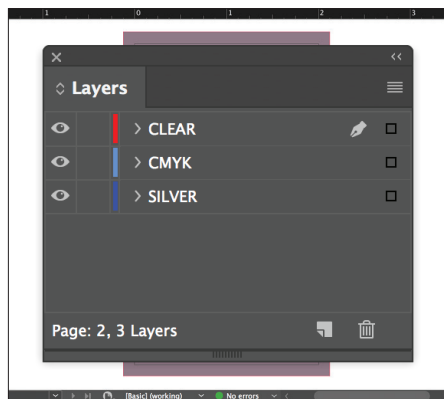 1 0 1 2 3
Layers
CLEAR
CMYK
SILVER
Page: 2, 3 Layers
[Basic] (working) No errors